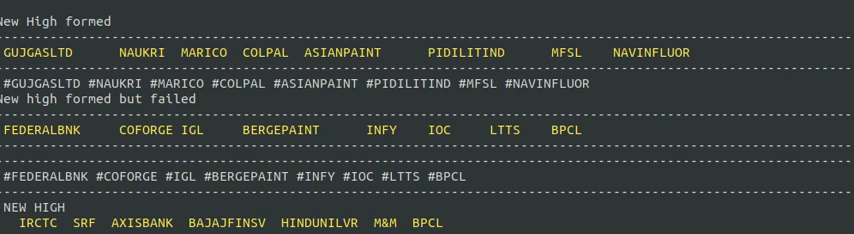 New High formed
--------------------------------------------------------------------------------------------------------------
GUJGASLTD NAUKRI MARICO COLPAL ASIANPAINT PIDILITIND MFSL NAVINFLUOR
--------------------------------------------------------------------------------------------------------------
#GUJGASLTD #NAUKRI #MARICO #COLPAL #ASIANPAINT #PIDILITIND #MFSL #NAVINFLUOR
New high formed but failed
--------------------------------------------------------------------------------------------------------------
FEDERALBNK COFORGE IGL BERGEPAINT INFY IOC LTTS BPCL
--------------------------------------------------------------------------------------------------------------
--------------------------------------------------------------------------------------------------------------
#FEDERALBNK #COFORGE #IGL #BERGEPAINT #INFY #IOC #LTTS #BPCL
--------------------------------------------------------------------------------------------------------------
NEW HIGH
IRCTC SRF AXISBANK BAJAJFINSV HINDUNILVR M&M BPCL